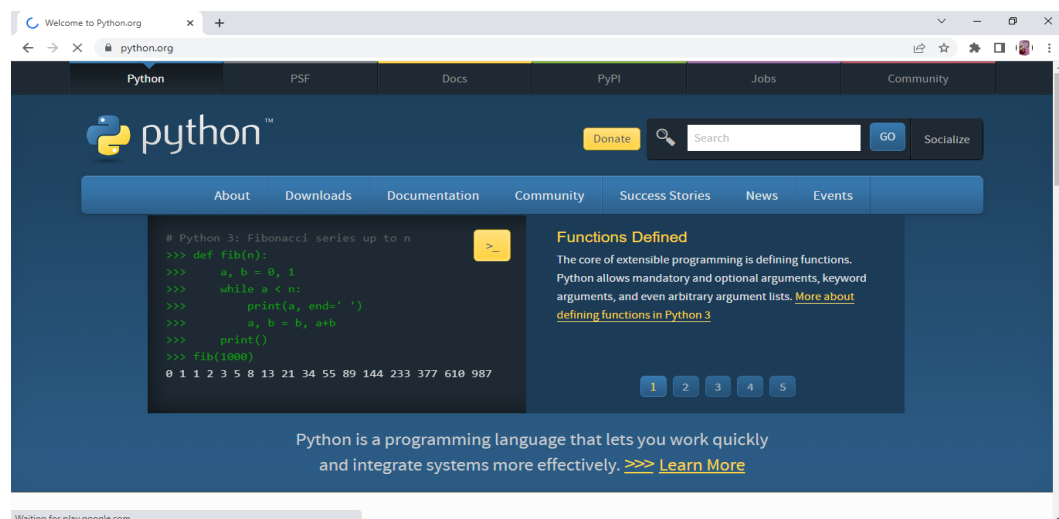 Welcome to Python.org
python.org
Python PSF Docs PyPI Jobs Community
python™
Donate Search GO Socialize
About Downloads Documentation Community Success Stories News Events
# Python 3: Fibonacci series up to n
>>> def fib(n):
>>>     a, b = 0, 1
>>>     while a < n:
>>>         print(a, end=' ')
>>>         a, b = b, a+b
>>>     print()
>>> fib(1000)
0 1 1 2 3 5 8 13 21 34 55 89 144 233 377 610 987
>_
Functions Defined
The core of extensible programming is defining functions.
Python allows mandatory and optional arguments, keyword
arguments, and even arbitrary argument lists. More about
defining functions in Python 3
1 2 3 4 5
Python is a programming language that lets you work quickly
and integrate systems more effectively. >>> Learn More
Waiting for play.google.com